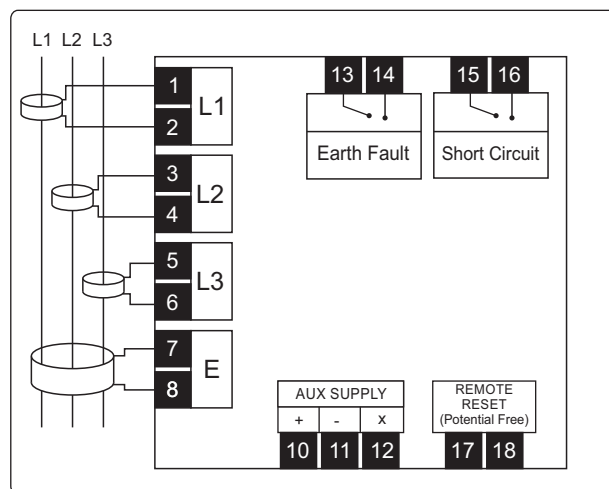 L1 L2 L3
13 14
15 16
1
L1
2
Earth Fault
Short Circuit
3
L2
4
5
L3
6
7
E
8
AUX SUPPLY
+ - x
10 11 12
REMOTE
RESET
(Potential Free)
17 18